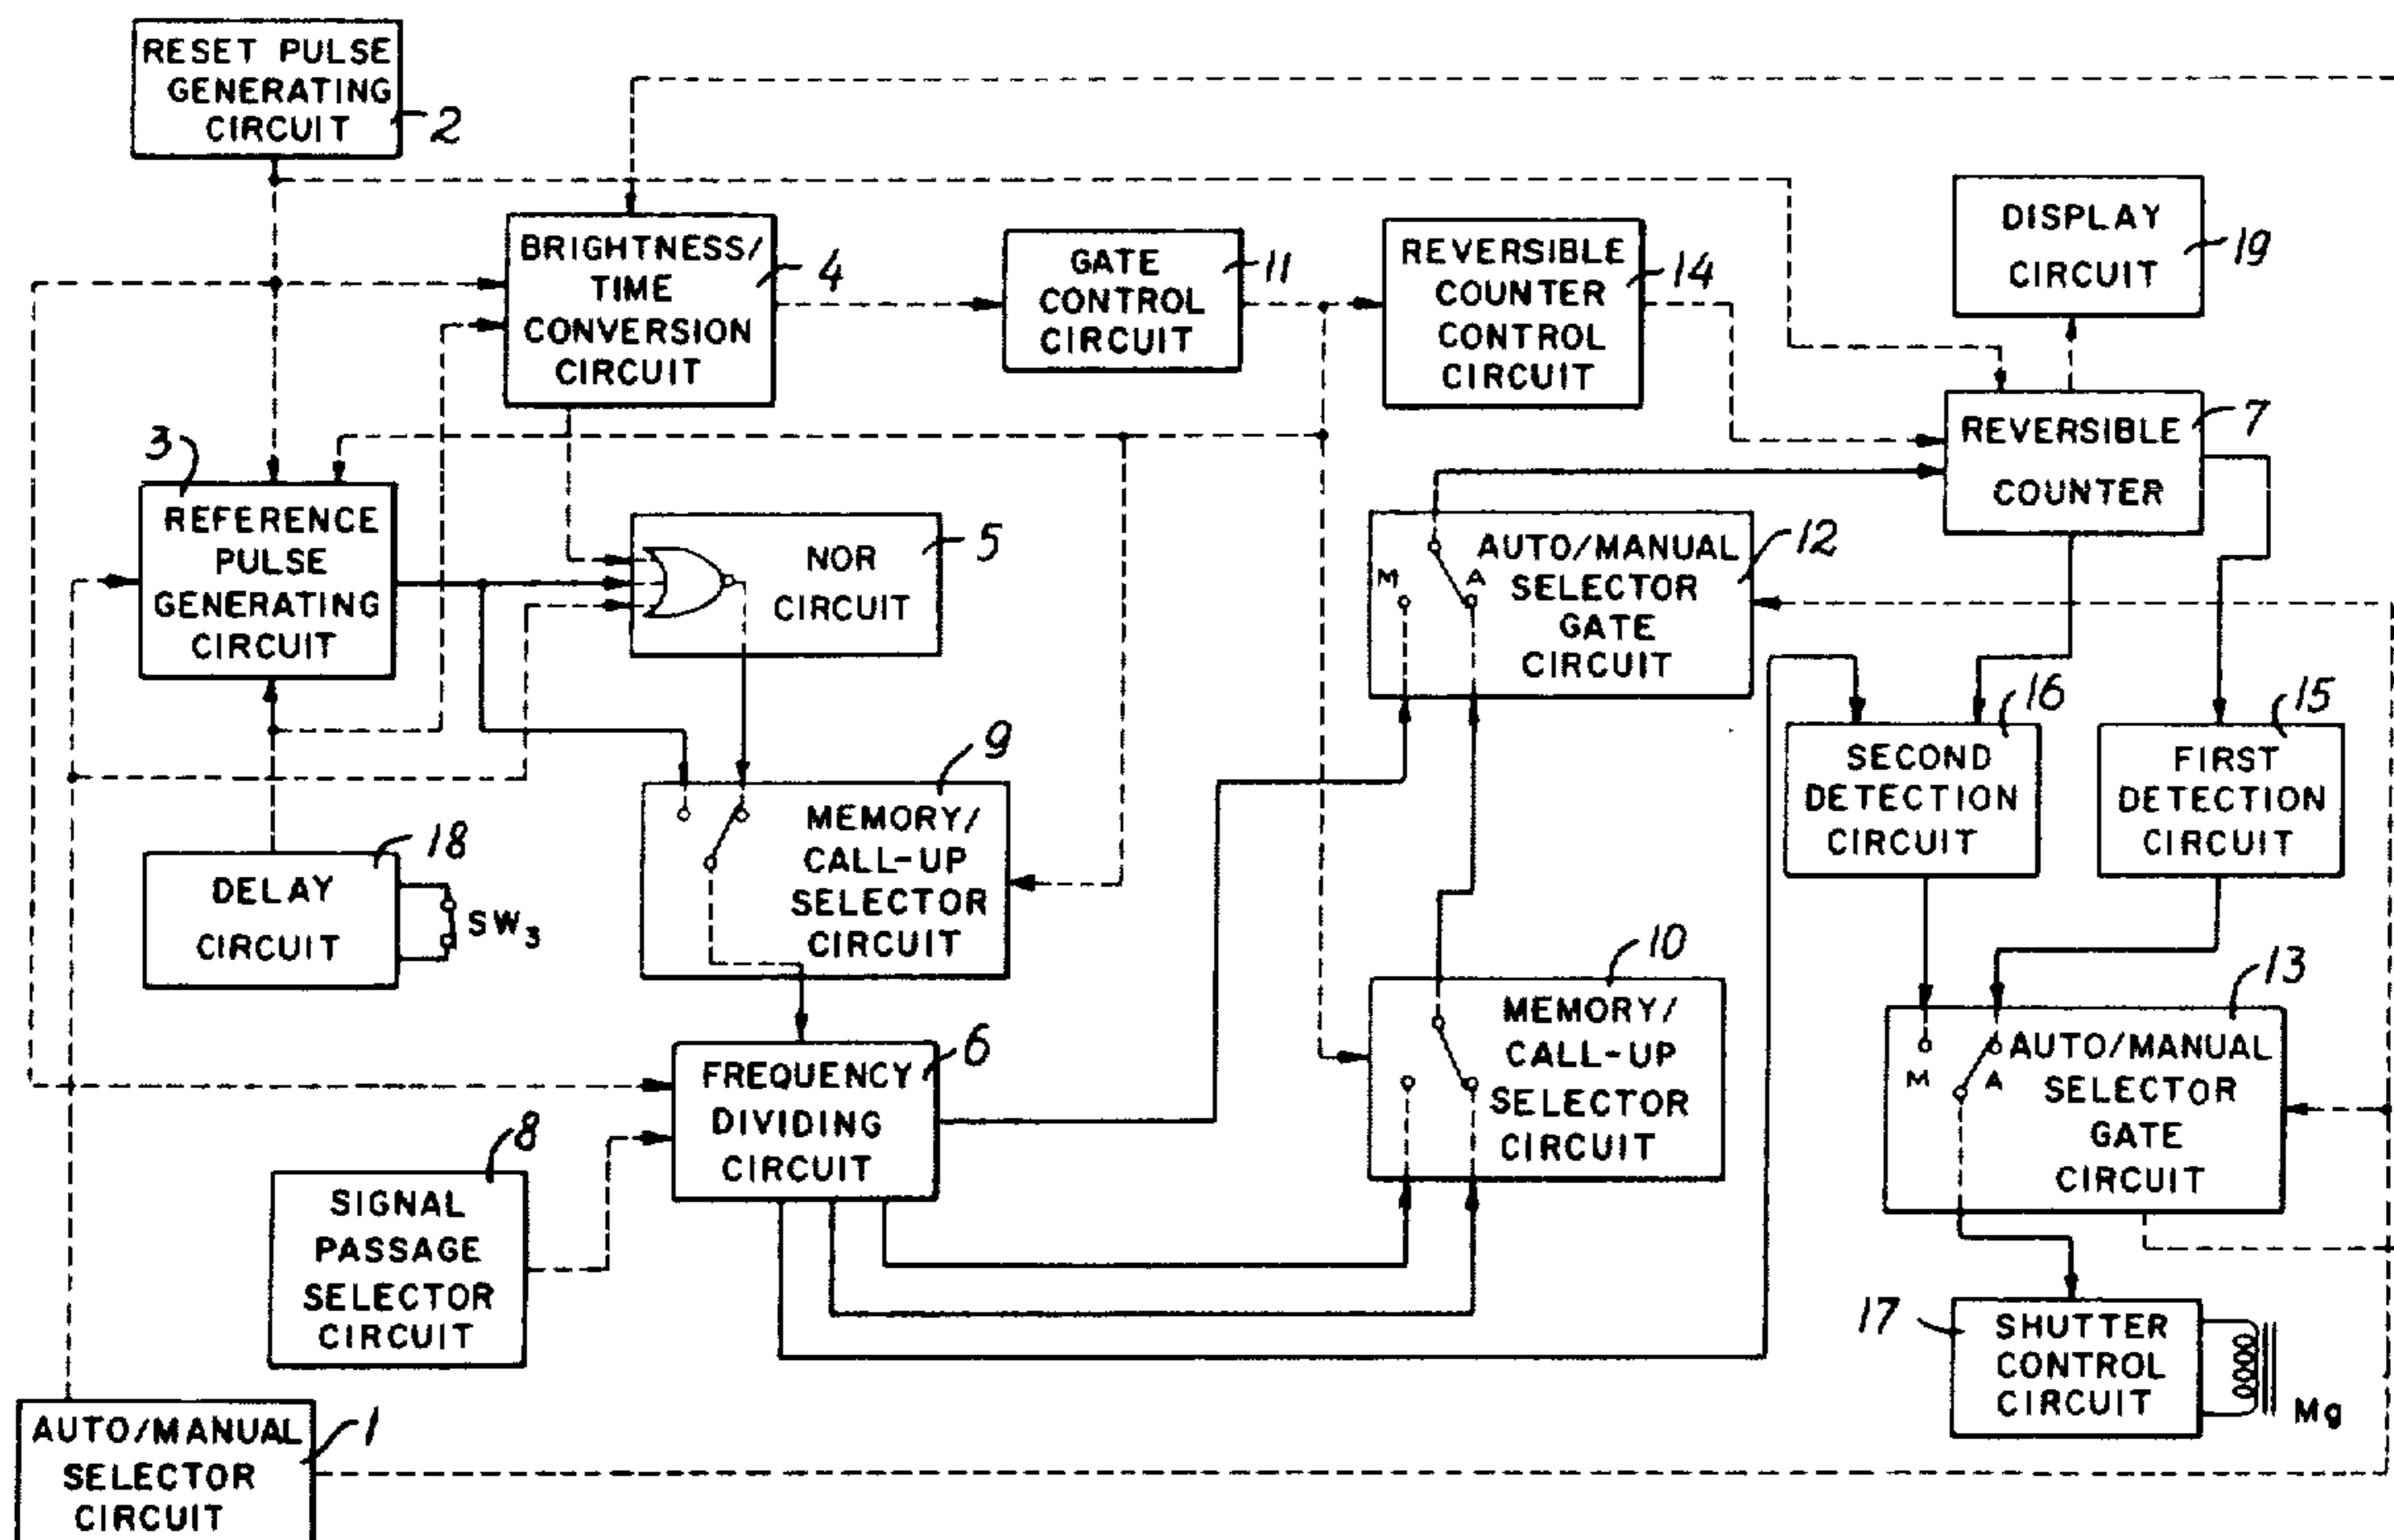 RESET PULSE
GENERATING
CIRCUIT
2
BRIGHTNESS/
TIME
CONVERSION
CIRCUIT
4
GATE
CONTROL
CIRCUIT
11
REVERSIBLE
COUNTER
CONTROL
CIRCUIT
14
DISPLAY
CIRCUIT
19
3
REFERENCE
PULSE
GENERATING
CIRCUIT
NOR
CIRCUIT
5
AUTO/MANUAL
SELECTOR
GATE
CIRCUIT
M
A
12
REVERSIBLE
COUNTER
7
SECOND
DETECTION
CIRCUIT
16
FIRST
DETECTION
CIRCUIT
15
DELAY
CIRCUIT
18
SW3
MEMORY/
CALL-UP
SELECTOR
CIRCUIT
9
MEMORY/
CALL-UP
SELECTOR
CIRCUIT
10
M
A
AUTO/MANUAL
SELECTOR
GATE
CIRCUIT
13
FREQUENCY
DIVIDING
CIRCUIT
6
SIGNAL
PASSAGE
SELECTOR
CIRCUIT
8
17
SHUTTER
CONTROL
CIRCUIT
Mg
AUTO/MANUAL
SELECTOR
CIRCUIT
1